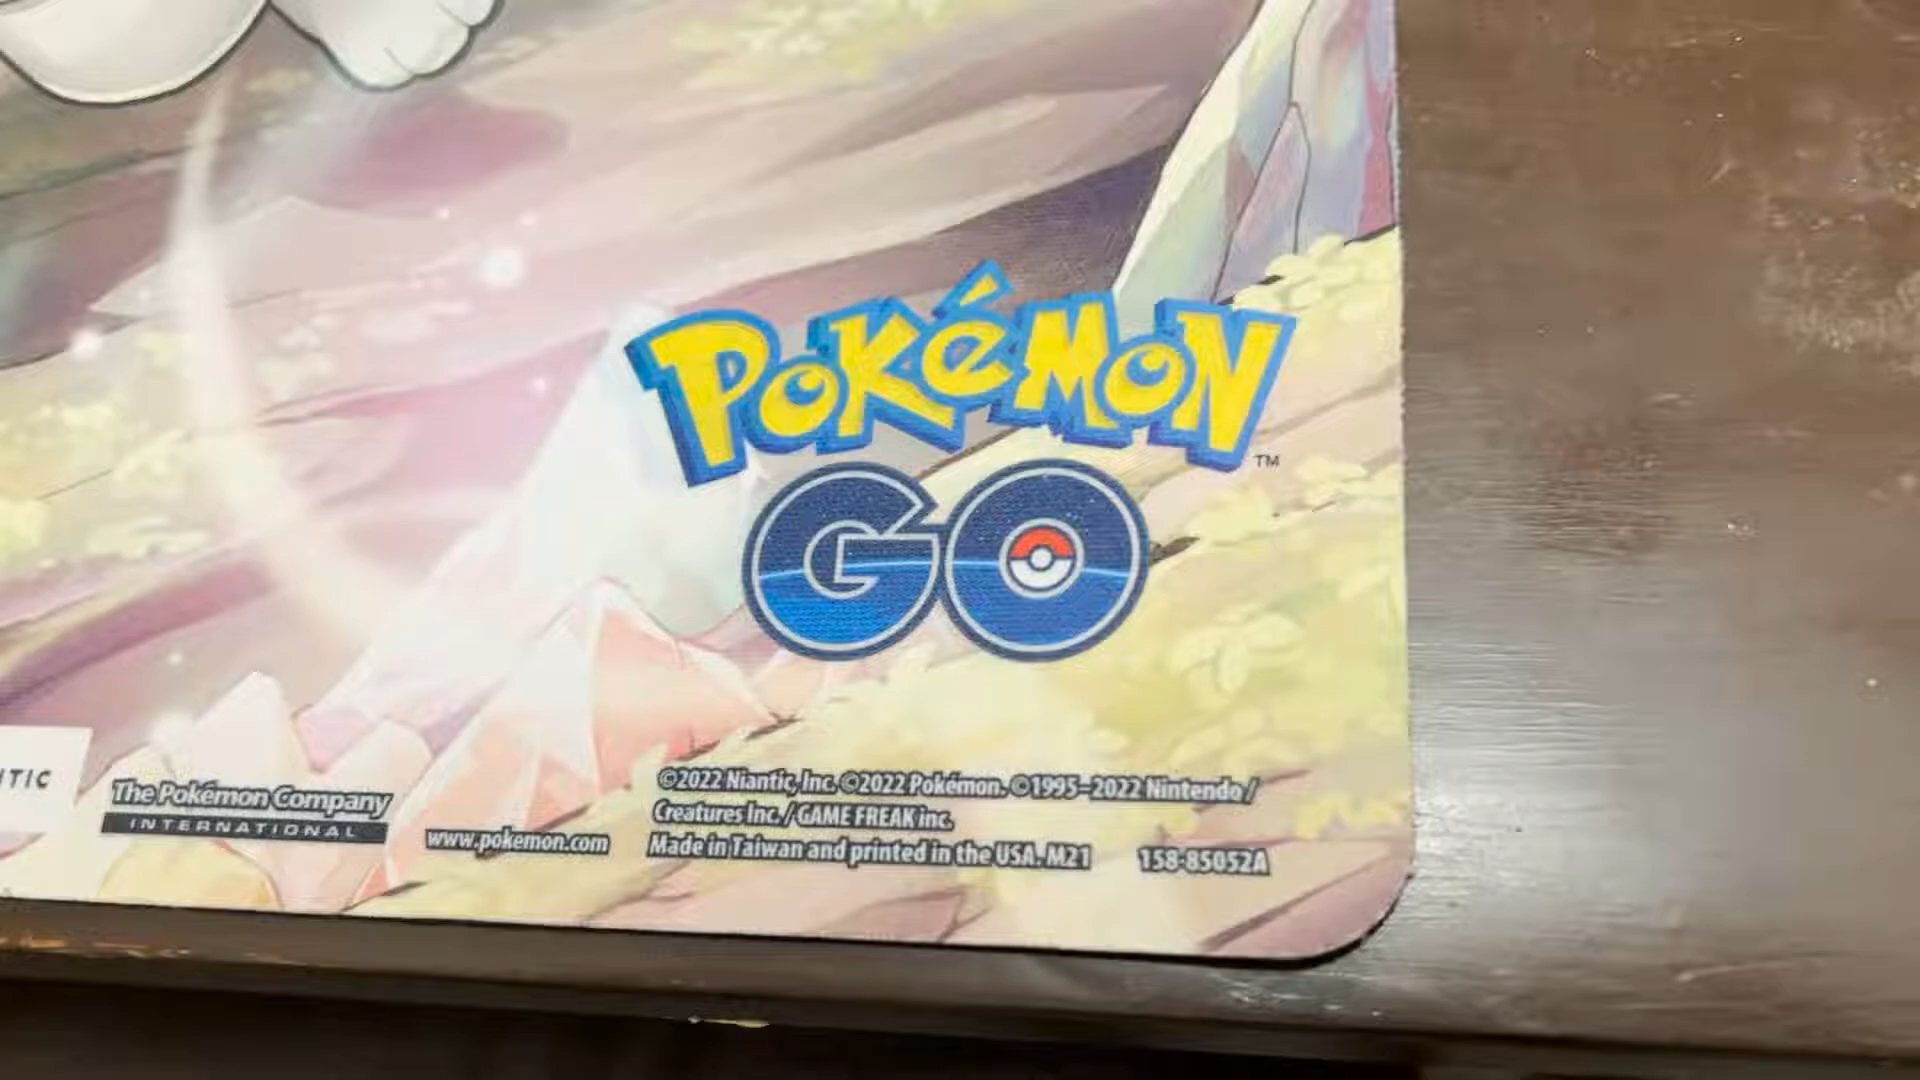 POKéMON
™
GO
NTIC
The Pokémon Company
INTERNATIONAL
www.pokemon.com
©2022 Niantic, Inc. ©2022 Pokémon. ©1995–2022 Nintendo /
Creatures Inc. / GAME FREAK inc.
Made in Taiwan and printed in the USA. M21
158-85052A